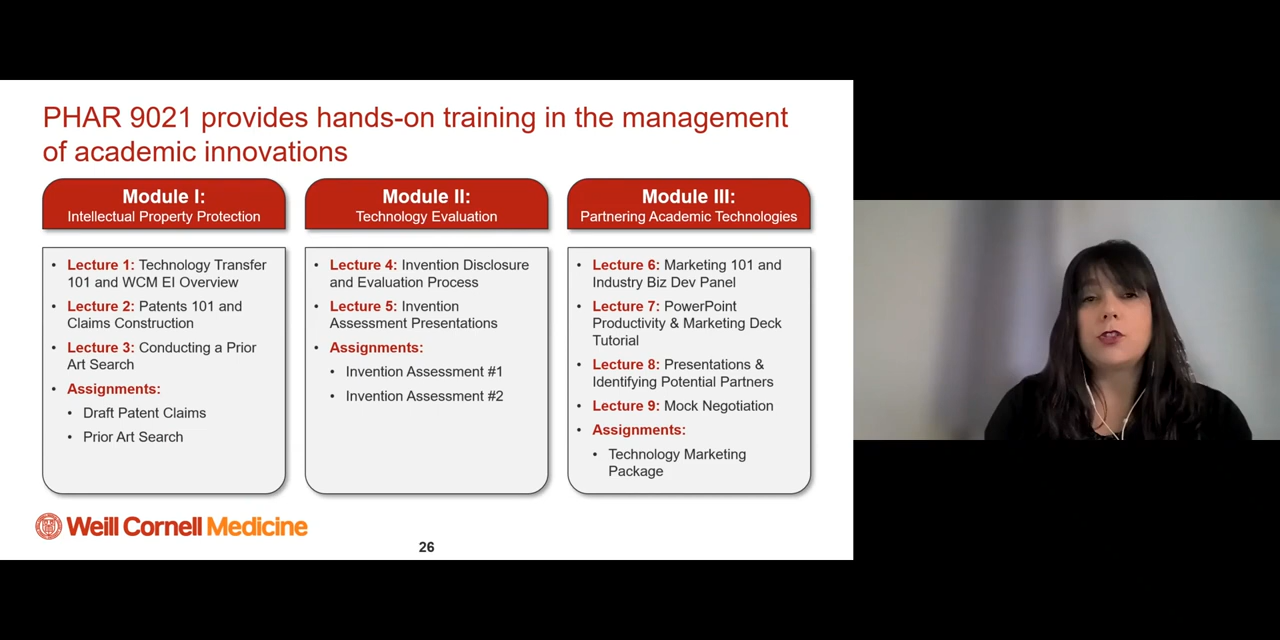 PHAR 9021 provides hands-on training in the management
of academic innovations
Module I:
Intellectual Property Protection
• Lecture 1: Technology Transfer
101 and WCM EI Overview
• Lecture 2: Patents 101 and
Claims Construction
• Lecture 3: Conducting a Prior
Art Search
• Assignments:
• Draft Patent Claims
• Prior Art Search
Module II:
Technology Evaluation
• Lecture 4: Invention Disclosure
and Evaluation Process
• Lecture 5: Invention
Assessment Presentations
• Assignments:
• Invention Assessment #1
• Invention Assessment #2
Module III:
Partnering Academic Technologies
• Lecture 6: Marketing 101 and
Industry Biz Dev Panel
• Lecture 7: PowerPoint
Productivity & Marketing Deck
Tutorial
• Lecture 8: Presentations &
Identifying Potential Partners
• Lecture 9: Mock Negotiation
• Assignments:
• Technology Marketing
Package
Weill Cornell Medicine
26